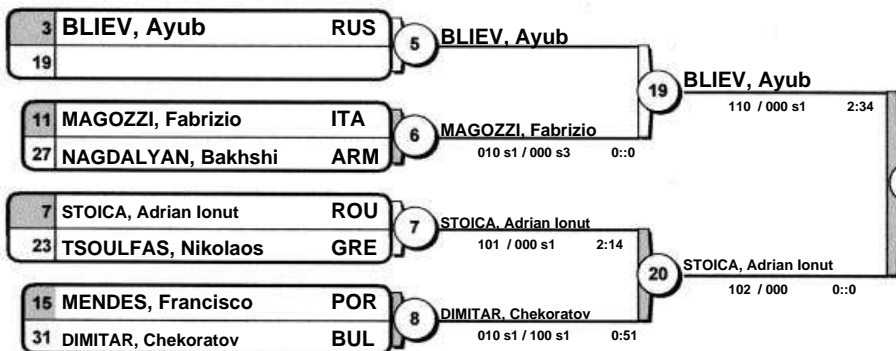 3 BLIEV, Ayub RUS
19
5
BLIEV, Ayub
11 MAGOZZI, Fabrizio ITA
27 NAGDALYAN, Bakhshi ARM
6
MAGOZZI, Fabrizio
010 s1 / 000 s3 0::0
19
BLIEV, Ayub
110 / 000 s1 2:34
7 STOICA, Adrian Ionut ROU
23 TSOULFAS, Nikolaos GRE
7
STOICA, Adrian Ionut
101 / 000 s1 2:14
15 MENDES, Francisco POR
31 DIMITAR, Chekoratov BUL
8
DIMITAR, Chekoratov
010 s1 / 100 s1 0:51
20
STOICA, Adrian Ionut
102 / 000 0::0